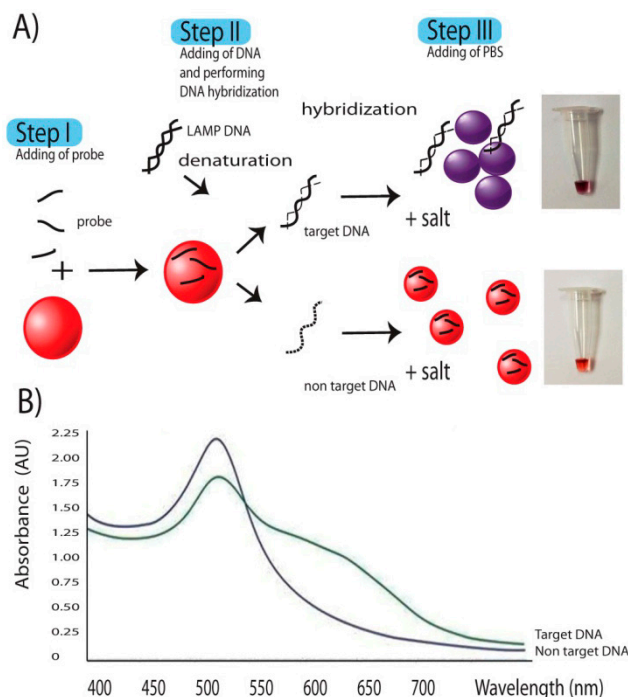 A)
Step I
Adding of probe
probe
+
Step II
Adding of DNA
and performing
DNA hybridization
LAMP DNA
denaturation
Step III
Adding of PBS
hybridization
target DNA
+ salt
non target DNA
+ salt
B)
Absorbance (AU)
2.25
2.00
1.50
1.25
1.00
0.75
0.50
0.25
0
400 450 500 550 600 650 700 Wavelength (nm)
Target DNA
Non target DNA